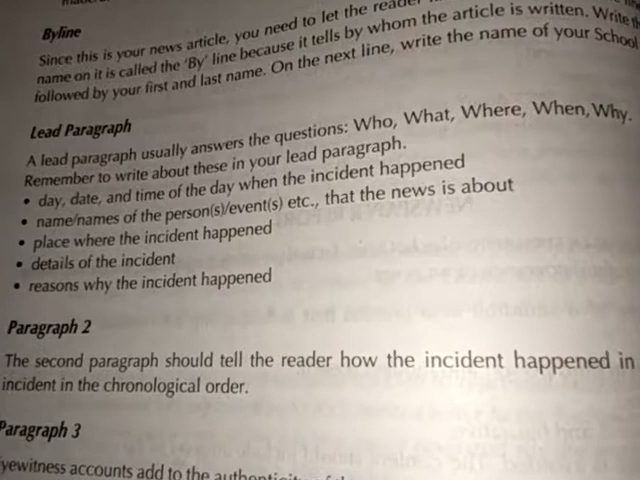 Byline
Since this is your news article, you need to let the reader
name on it is called the 'By' line because it tells by whom the article is written. Write
followed by your first and last name. On the next line, write the name of your School
Lead Paragraph
A lead paragraph usually answers the questions: Who, What, Where, When, Why.
Remember to write about these in your lead paragraph.
• day, date, and time of the day when the incident happened
• name/names of the person(s)/event(s) etc., that the news is about
• place where the incident happened
• details of the incident
• reasons why the incident happened
Paragraph 2
The second paragraph should tell the reader how the incident happened in
incident in the chronological order.
Paragraph 3
yewitness accounts add to the